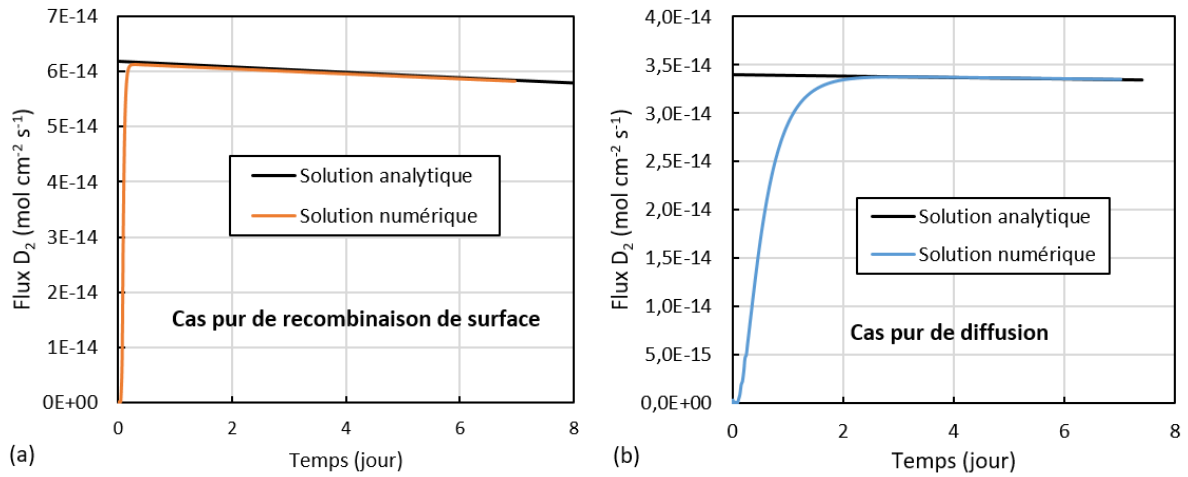 7E-14
6E-14
5E-14
4E-14
3E-14
2E-14
1E-14
0E+00
Flux D₂ (mol cm⁻² s⁻¹)
Solution analytique
Solution numérique
Cas pur de recombinaison de surface
0 2 4 6 8
Temps (jour)
(a)
4,0E-14
3,5E-14
3,0E-14
2,5E-14
2,0E-14
1,5E-14
1,0E-14
5,0E-15
0,0E+00
Flux D₂ (mol cm⁻² s⁻¹)
Solution analytique
Solution numérique
Cas pur de diffusion
0 2 4 6 8
Temps (jour)
(b)